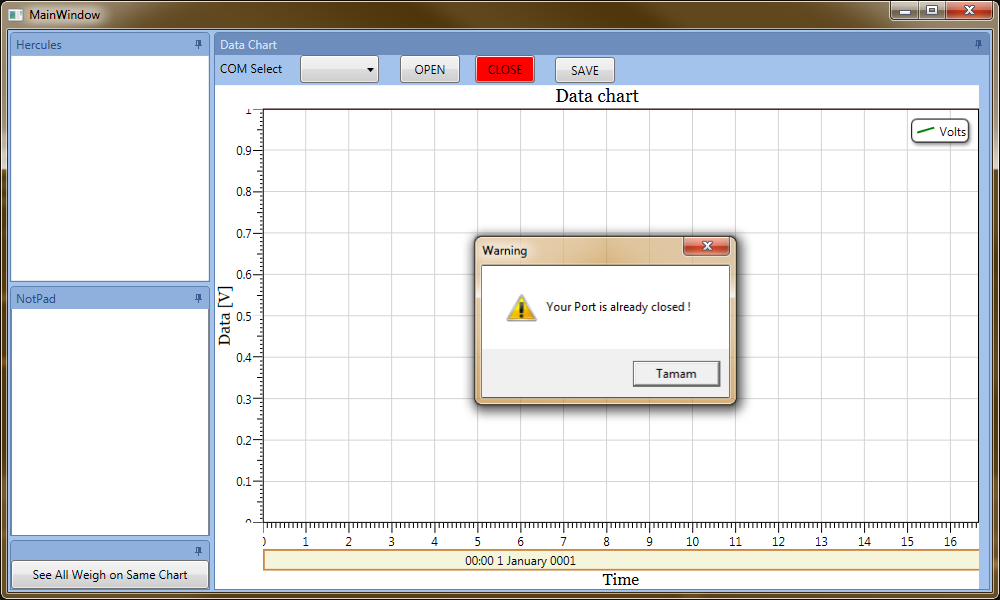 MainWindow
Hercules
Data Chart
COM Select
OPEN
CLOSE
SAVE
Data chart
Volts
1
0.9
0.8
0.7
0.6
0.5
0.4
0.3
0.2
0.1
0
Data [V]
Warning
Your Port is already closed !
Tamam
NotPad
0 1 2 3 4 5 6 7 8 9 10 11 12 13 14 15 16
00:00 1 January 0001
Time
See All Weigh on Same Chart